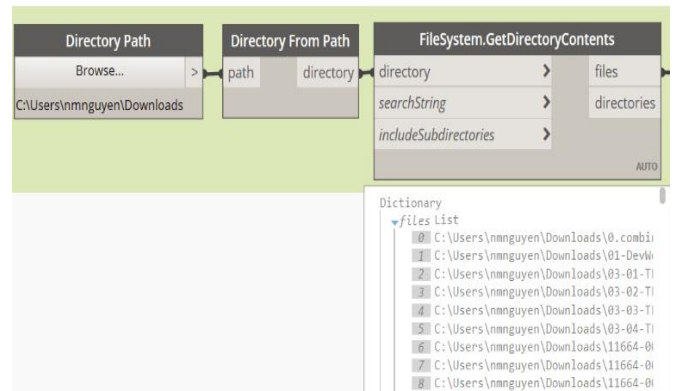 Directory Path
Browse...
>
C:\Users\nmnguyen\Downloads
Directory From Path
path
directory
FileSystem.GetDirectoryContents
directory > files
searchString > directories
includeSubdirectories >
AUTO
Dictionary
files List
0 C:\Users\nmnguyen\Downloads\0.combi
1 C:\Users\nmnguyen\Downloads\01-DevW
2 C:\Users\nmnguyen\Downloads\03-01-T
3 C:\Users\nmnguyen\Downloads\03-02-T
4 C:\Users\nmnguyen\Downloads\03-03-T
5 C:\Users\nmnguyen\Downloads\03-04-T
6 C:\Users\nmnguyen\Downloads\11664-0
7 C:\Users\nmnguyen\Downloads\11664-0
8 C:\Users\nmnguyen\Downloads\11664-0